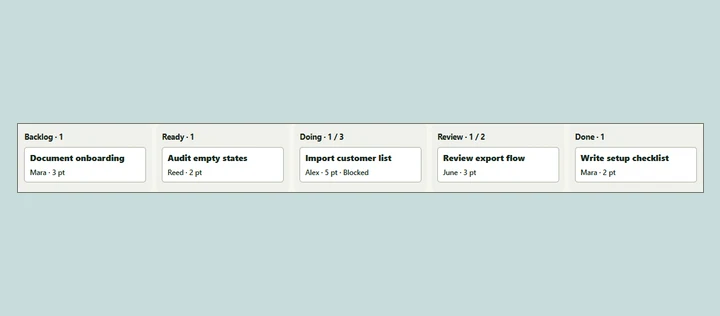 Backlog · 1
Document onboarding
Mara · 3 pt
Ready · 1
Audit empty states
Reed · 2 pt
Doing · 1 / 3
Import customer list
Alex · 5 pt · Blocked
Review · 1 / 2
Review export flow
June · 3 pt
Done · 1
Write setup checklist
Mara · 2 pt